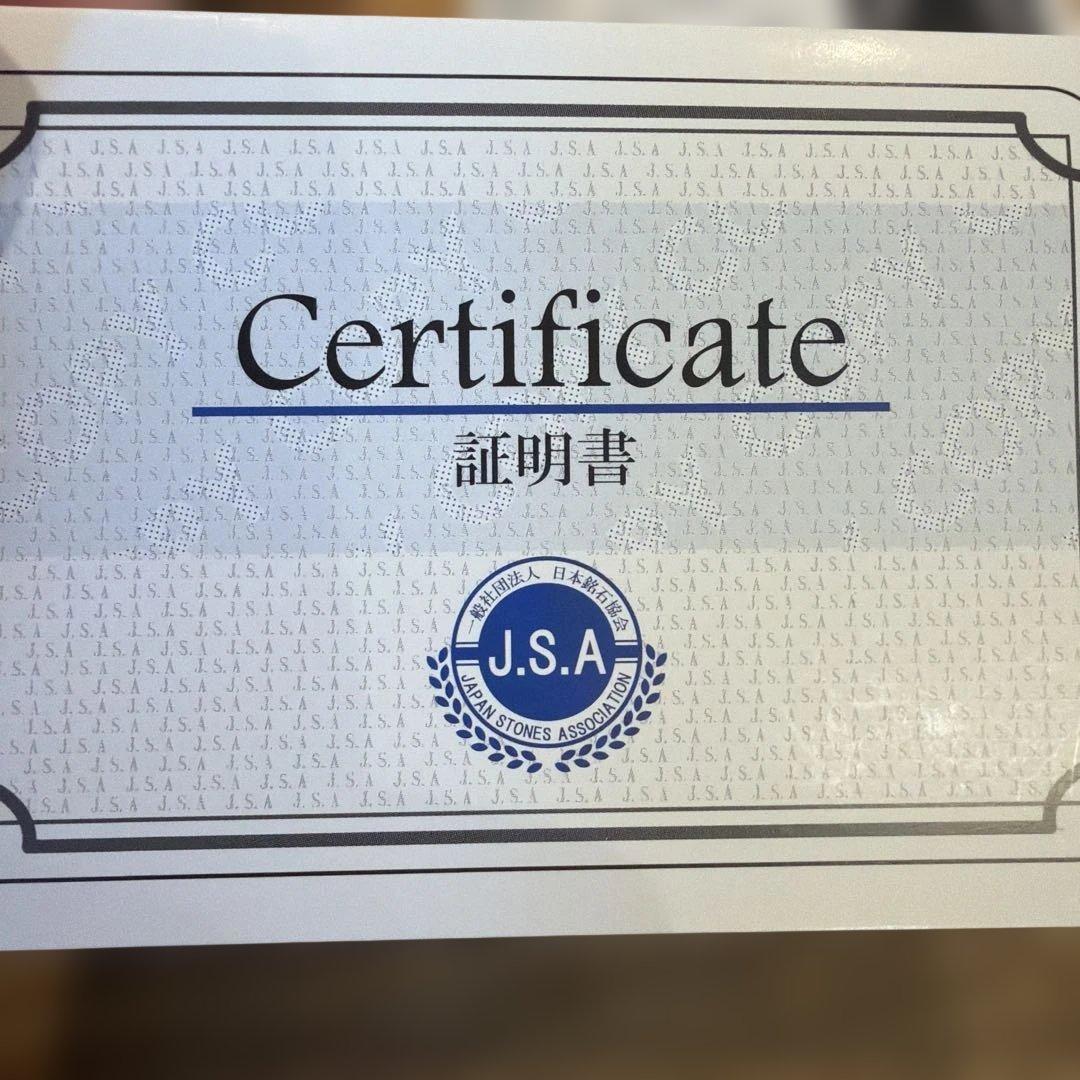 Certificate
証明書
一般社団法人 日本銘石協会
J.S.A
JAPAN STONES ASSOCIATION
COPY